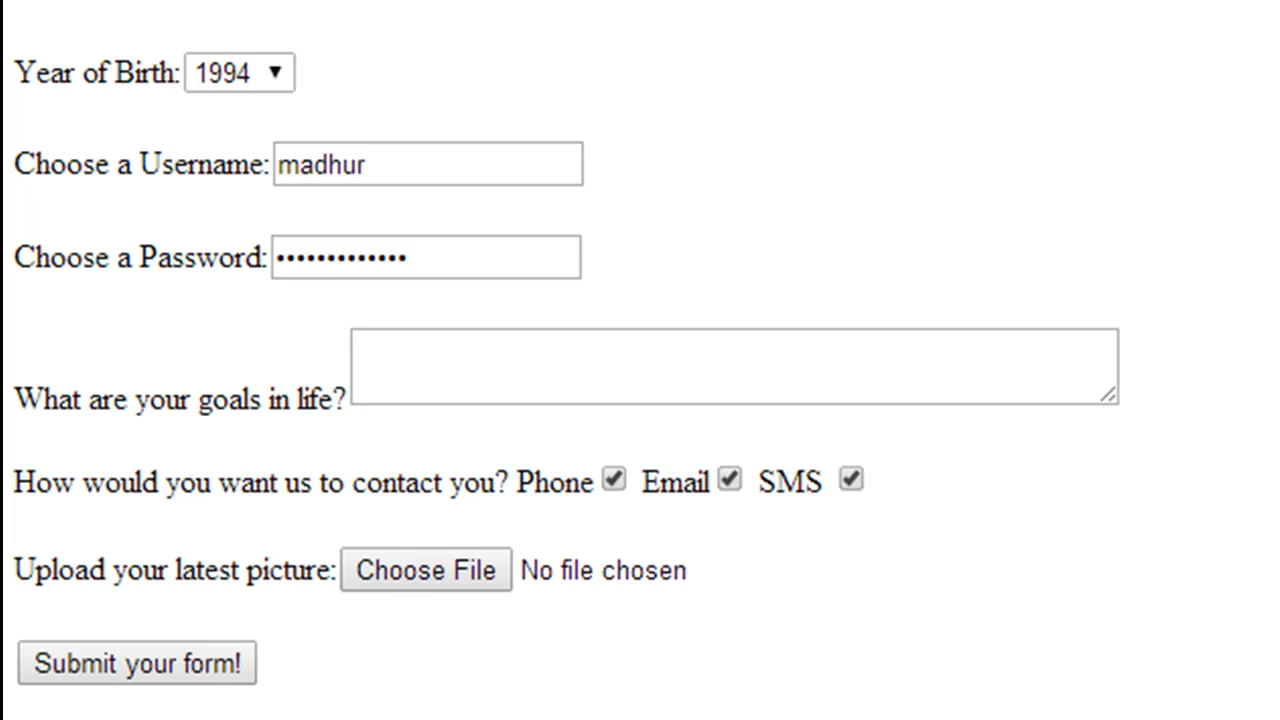 Year of Birth: 1994
Choose a Username: madhur
Choose a Password: •••••••••••••
What are your goals in life?
How would you want us to contact you? Phone Email SMS
Upload your latest picture: Choose File No file chosen
Submit your form!